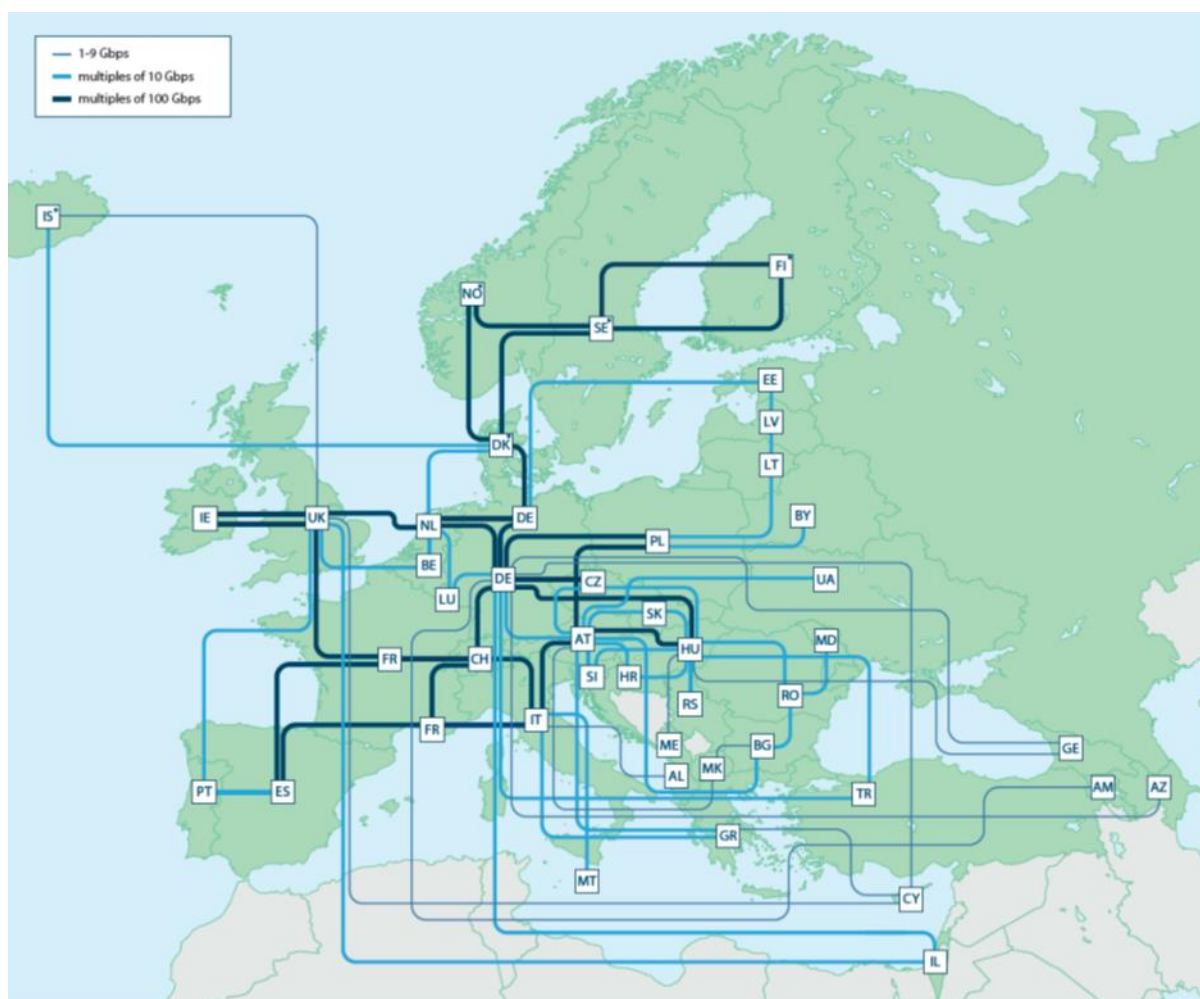 1-9 Gbps
multiples of 10 Gbps
multiples of 100 Gbps
IS*
FI*
NO*
SE*
EE
LV
DK*
LT
IE
UK
NL
DE
BY
PL
BE
DE
CZ
UA
LU
SK
AT
HU
MD
FR
CH
SI
HR
RO
RS
IT
FR
ME
BG
GE
MK
AL
PT
ES
TR
AM
AZ
GR
MT
CY
IL